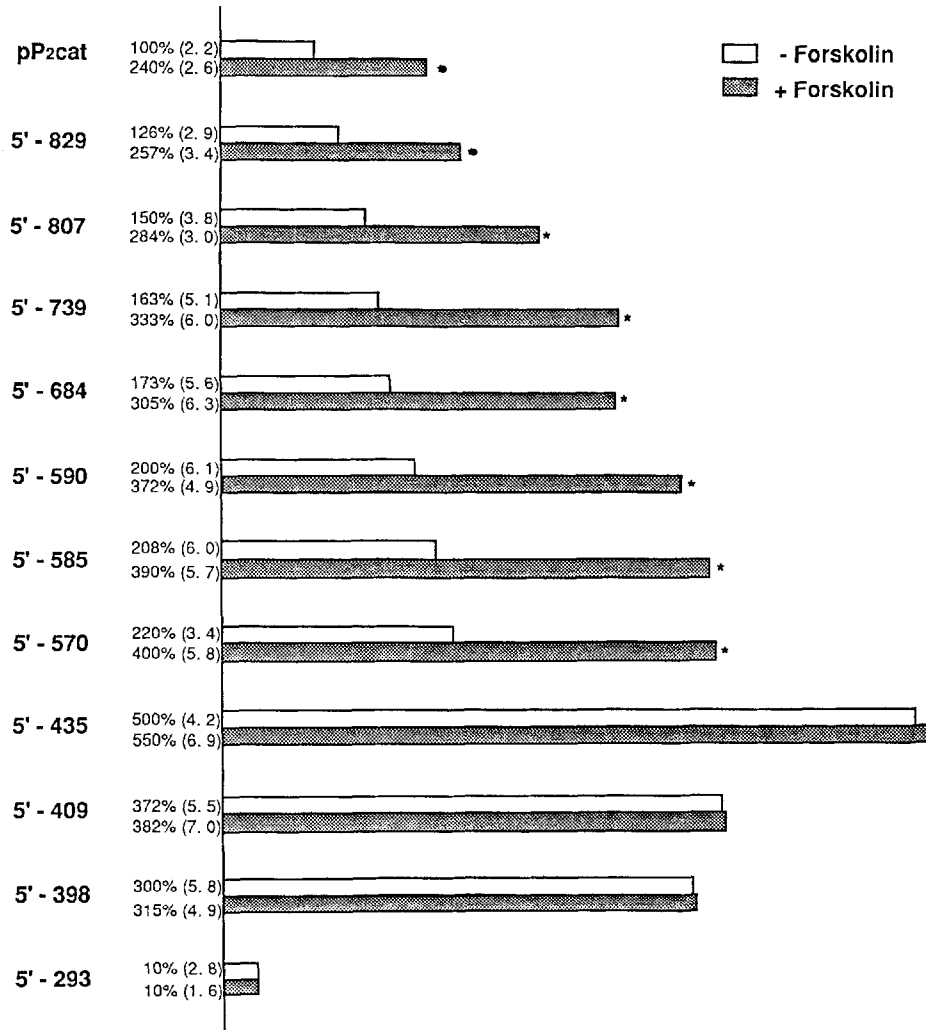 pP2cat
100% (2. 2)
240% (2. 6) *
- Forskolin
+ Forskolin
5' - 829
126% (2. 9)
257% (3. 4) *
5' - 807
150% (3. 8)
284% (3. 0) *
5' - 739
163% (5. 1)
333% (6. 0) *
5' - 684
173% (5. 6)
305% (6. 3) *
5' - 590
200% (6. 1)
372% (4. 9) *
5' - 585
208% (6. 0)
390% (5. 7) *
5' - 570
220% (3. 4)
400% (5. 8) *
5' - 435
500% (4. 2)
550% (6. 9)
5' - 409
372% (5. 5)
382% (7. 0)
5' - 398
300% (5. 8)
315% (4. 9)
5' - 293
10% (2. 8)
10% (1. 6)